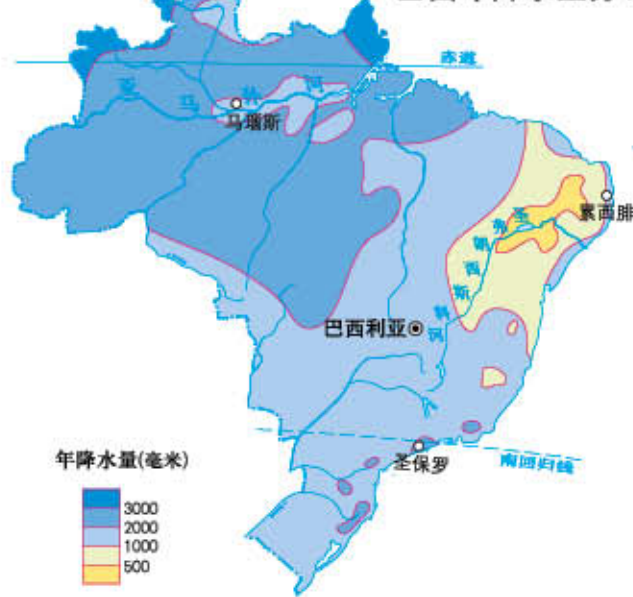 赤道
亚马孙河
马瑙斯
累西腓
圣弗朗西斯科河
巴西利亚
圣保罗
南回归线
年降水量(毫米)
3000
2000
1000
500